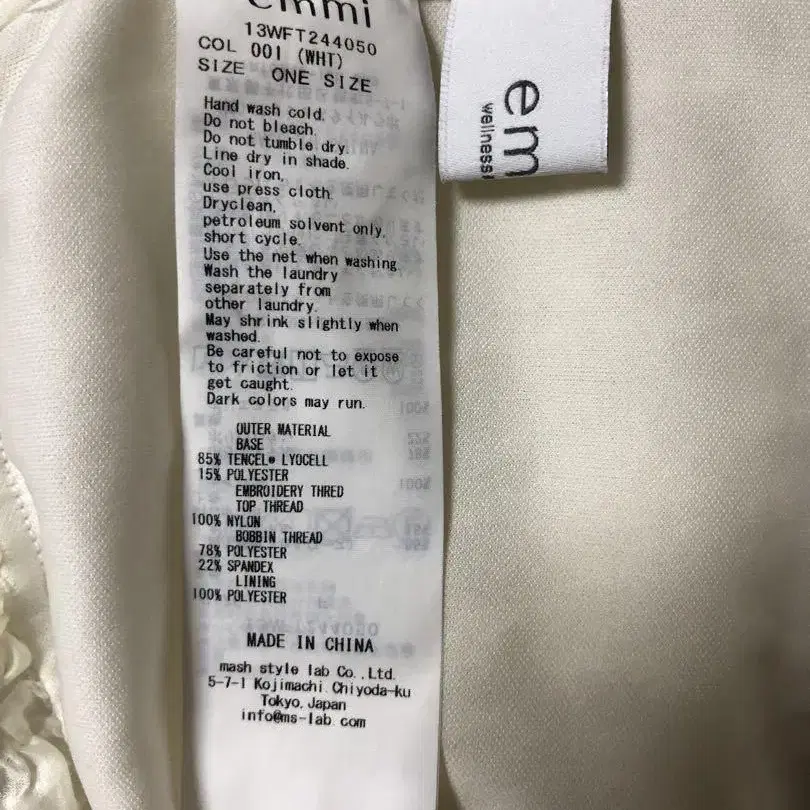 emmi
13WFT244050
COL 001 (WHT)
SIZE ONE SIZE
Hand wash cold.
Do not bleach.
Do not tumble dry.
Line dry in shade.
Cool iron,
use press cloth.
Dryclean,
petroleum solvent only,
short cycle.
Use the net when washing.
Wash the laundry
separately from
other laundry.
May shrink slightly when
washed.
Be careful not to expose
to friction or let it
get caught.
Dark colors may run.
OUTER MATERIAL
BASE
85% TENCEL® LYOCELL
15% POLYESTER
EMBROIDERY THRED
TOP THREAD
100% NYLON
BOBBIN THREAD
78% POLYESTER
22% SPANDEX
LINING
100% POLYESTER
MADE IN CHINA
mash style lab Co.,Ltd.
5-7-1 Kojimachi Chiyoda-ku
Tokyo, Japan
info@ms-lab.com
em
wellness